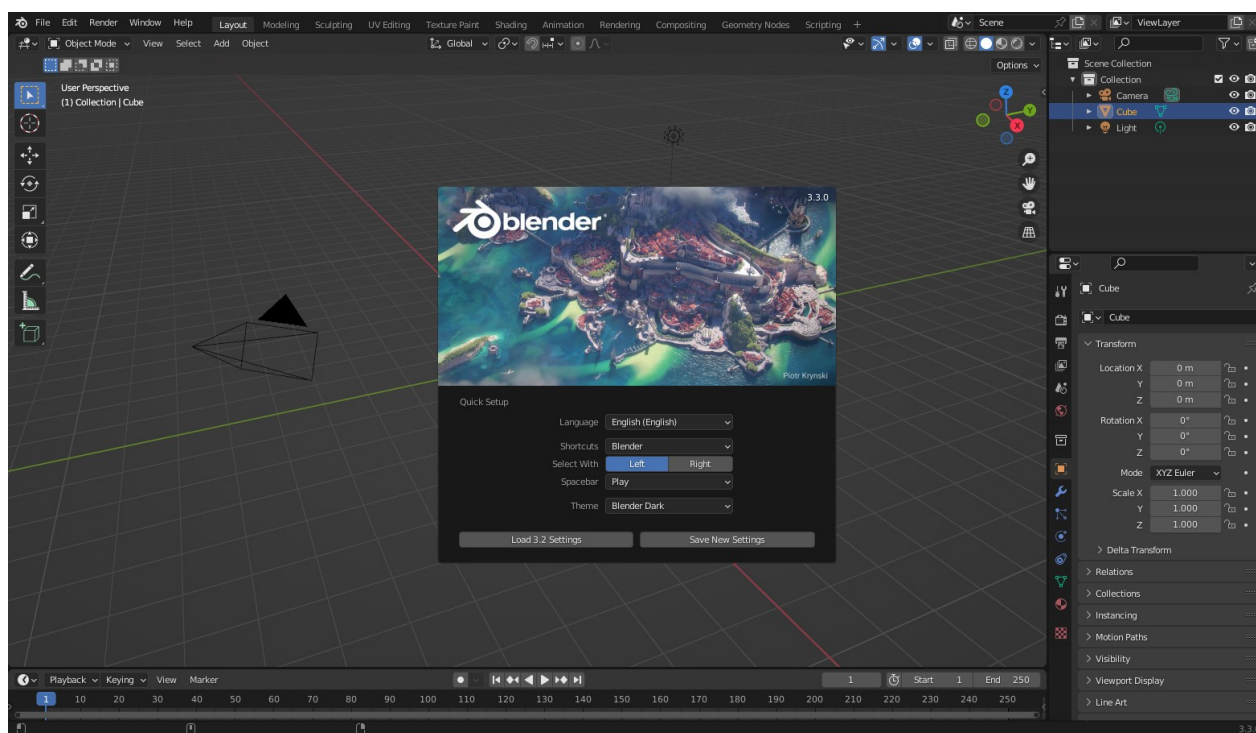 File Edit Render Window Help Layout Modeling Sculpting UV Editing Texture Paint Shading Animation Rendering Compositing Geometry Nodes Scripting + Scene ViewLayer
Object Mode View Select Add Object Global
Options
User Perspective
(1) Collection | Cube
Z
Y
X
Scene Collection
Collection
Camera
Cube
Light
blender
3.3.0
Piotr Krynski
Quick Setup
Language English (English)
Shortcuts Blender
Select With Left Right
Spacebar Play
Theme Blender Dark
Load 3.2 Settings Save New Settings
Cube
Cube
Transform
Location X 0 m
Y 0 m
Z 0 m
Rotation X 0°
Y 0°
Z 0°
Mode XYZ Euler
Scale X 1.000
Y 1.000
Z 1.000
Delta Transform
Relations
Collections
Instancing
Motion Paths
Visibility
Viewport Display
Line Art
Playback Keying View Marker 1 Start 1 End 250
1 10 20 30 40 50 60 70 80 90 100 110 120 130 140 150 160 170 180 190 200 210 220 230 240 250
3.3.